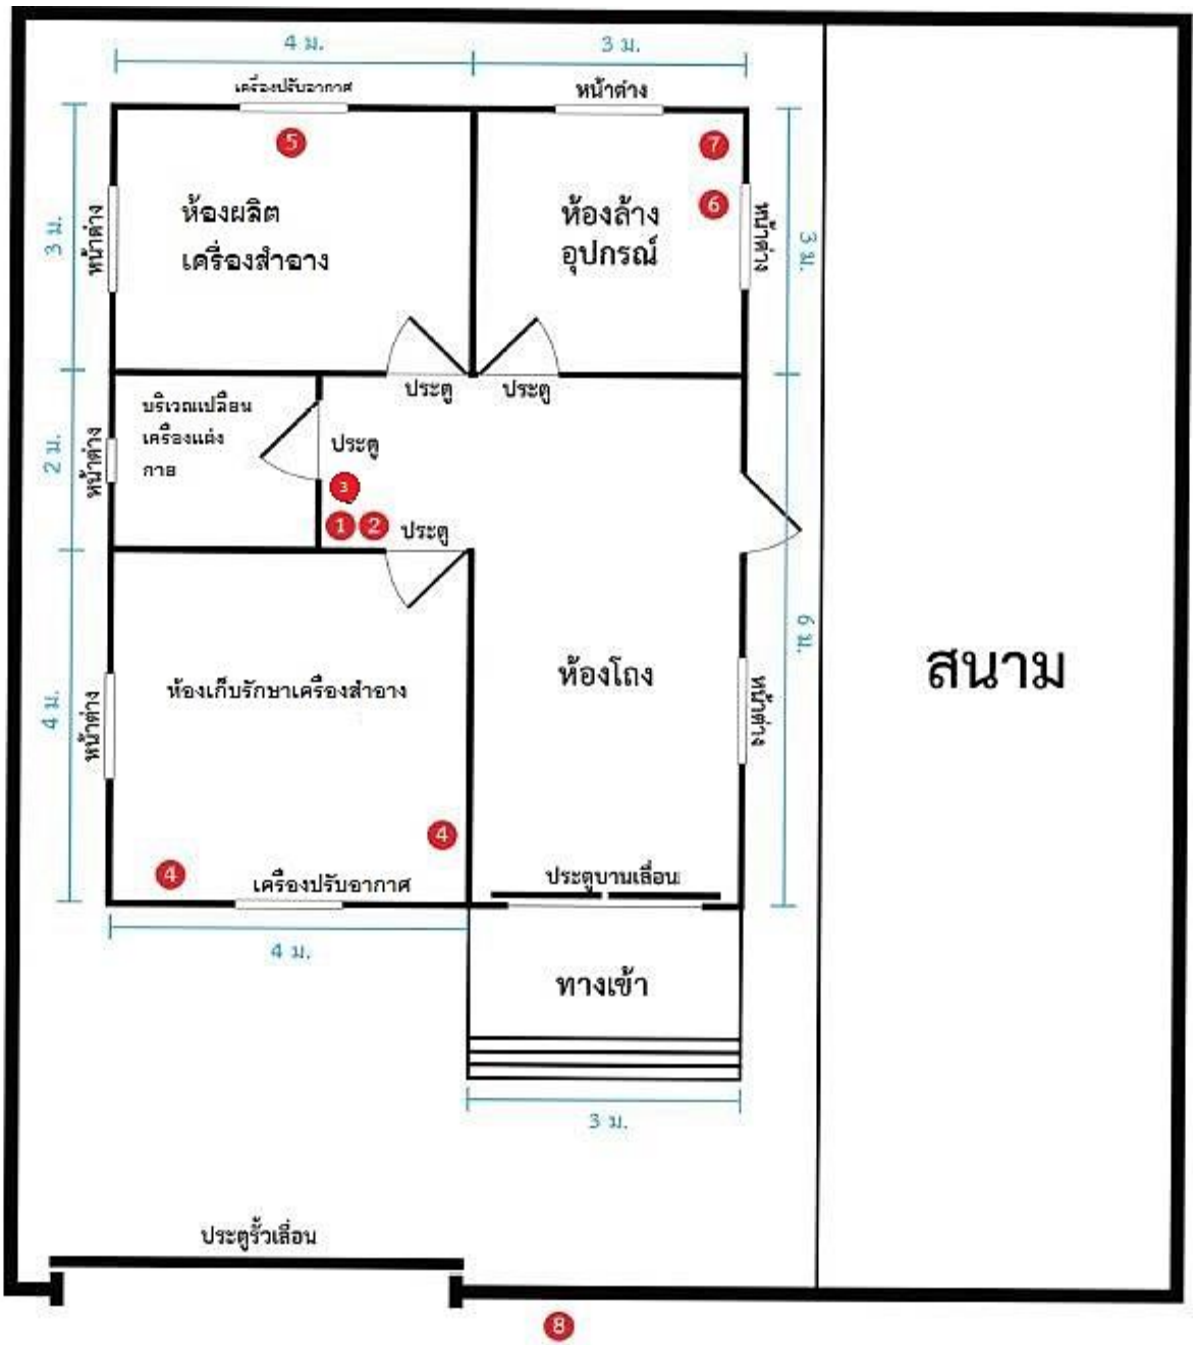 4 ม.
3 ม.
เครื่องปรับอากาศ
หน้าต่าง
5
7
6
3 ม.
หน้าต่าง
ห้องผลิต
เครื่องสำอาง
ห้องล้าง
อุปกรณ์
หน้าต่าง
3 ม.
ประตู
ประตู
2 ม.
หน้าต่าง
บริเวณเปลี่ยน
เครื่องแต่ง
กาย
ประตู
3
1
2
ประตู
6 ม.
4 ม.
หน้าต่าง
ห้องเก็บรักษาเครื่องสำอาง
ห้องโถง
หน้าต่าง
สนาม
4
4
เครื่องปรับอากาศ
ประตูบานเลื่อน
4 ม.
ทางเข้า
3 ม.
ประตูรั้วเลื่อน
8